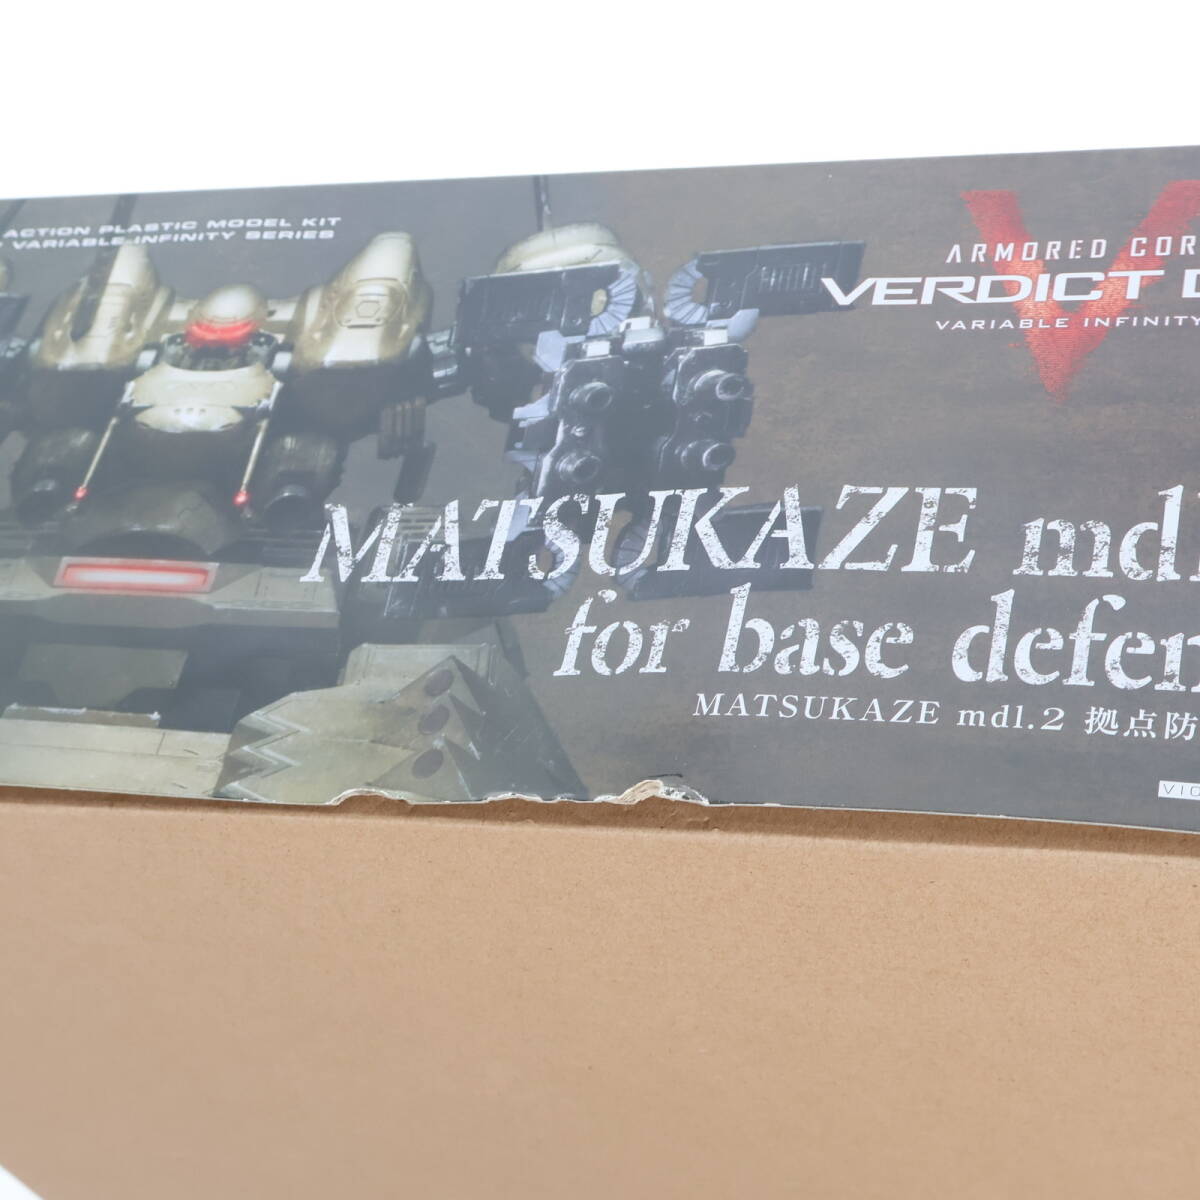 ACTION PLASTIC MODEL KIT
VARIABLE INFINITY SERIES
ARMORED COR
VERDICT
VARIABLE INFINITY
MATSUKAZE mdl
for base defen
MATSUKAZE mdl.2 拠点防